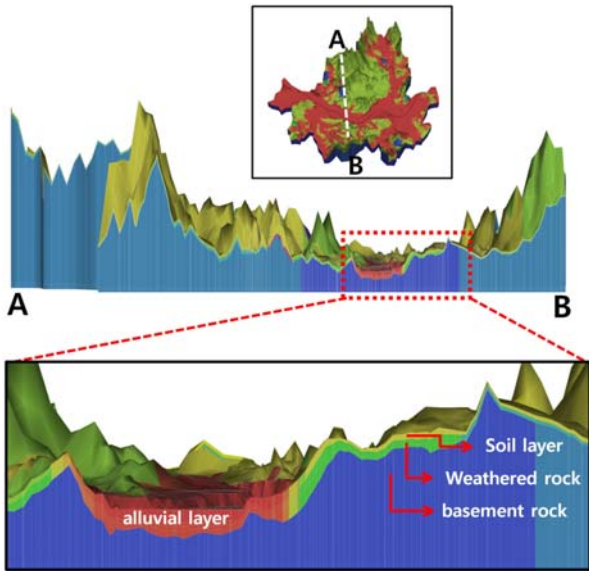 A
B
A
B
Soil layer
Weathered rock
alluvial layer
basement rock